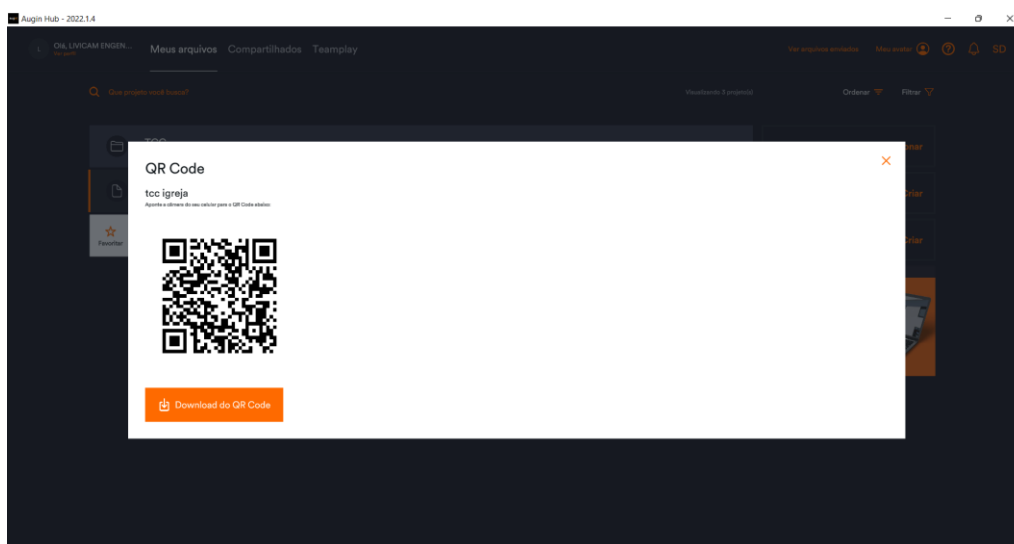 Augin Hub - 2022.1.4
Olá, LIVICAM ENGEN...
Ver perfil
Meus arquivos Compartilhados Teamplay
Ver arquivos enviados Meu avatar SD
Que projeto você busca?
Visualizando 3 projeto(s)
Ordenar Filtrar
TCC
QR Code
tcc igreja
Aponte a câmera do seu celular para o QR Code abaixo:
Criar
Favoritar
Criar
Download do QR Code